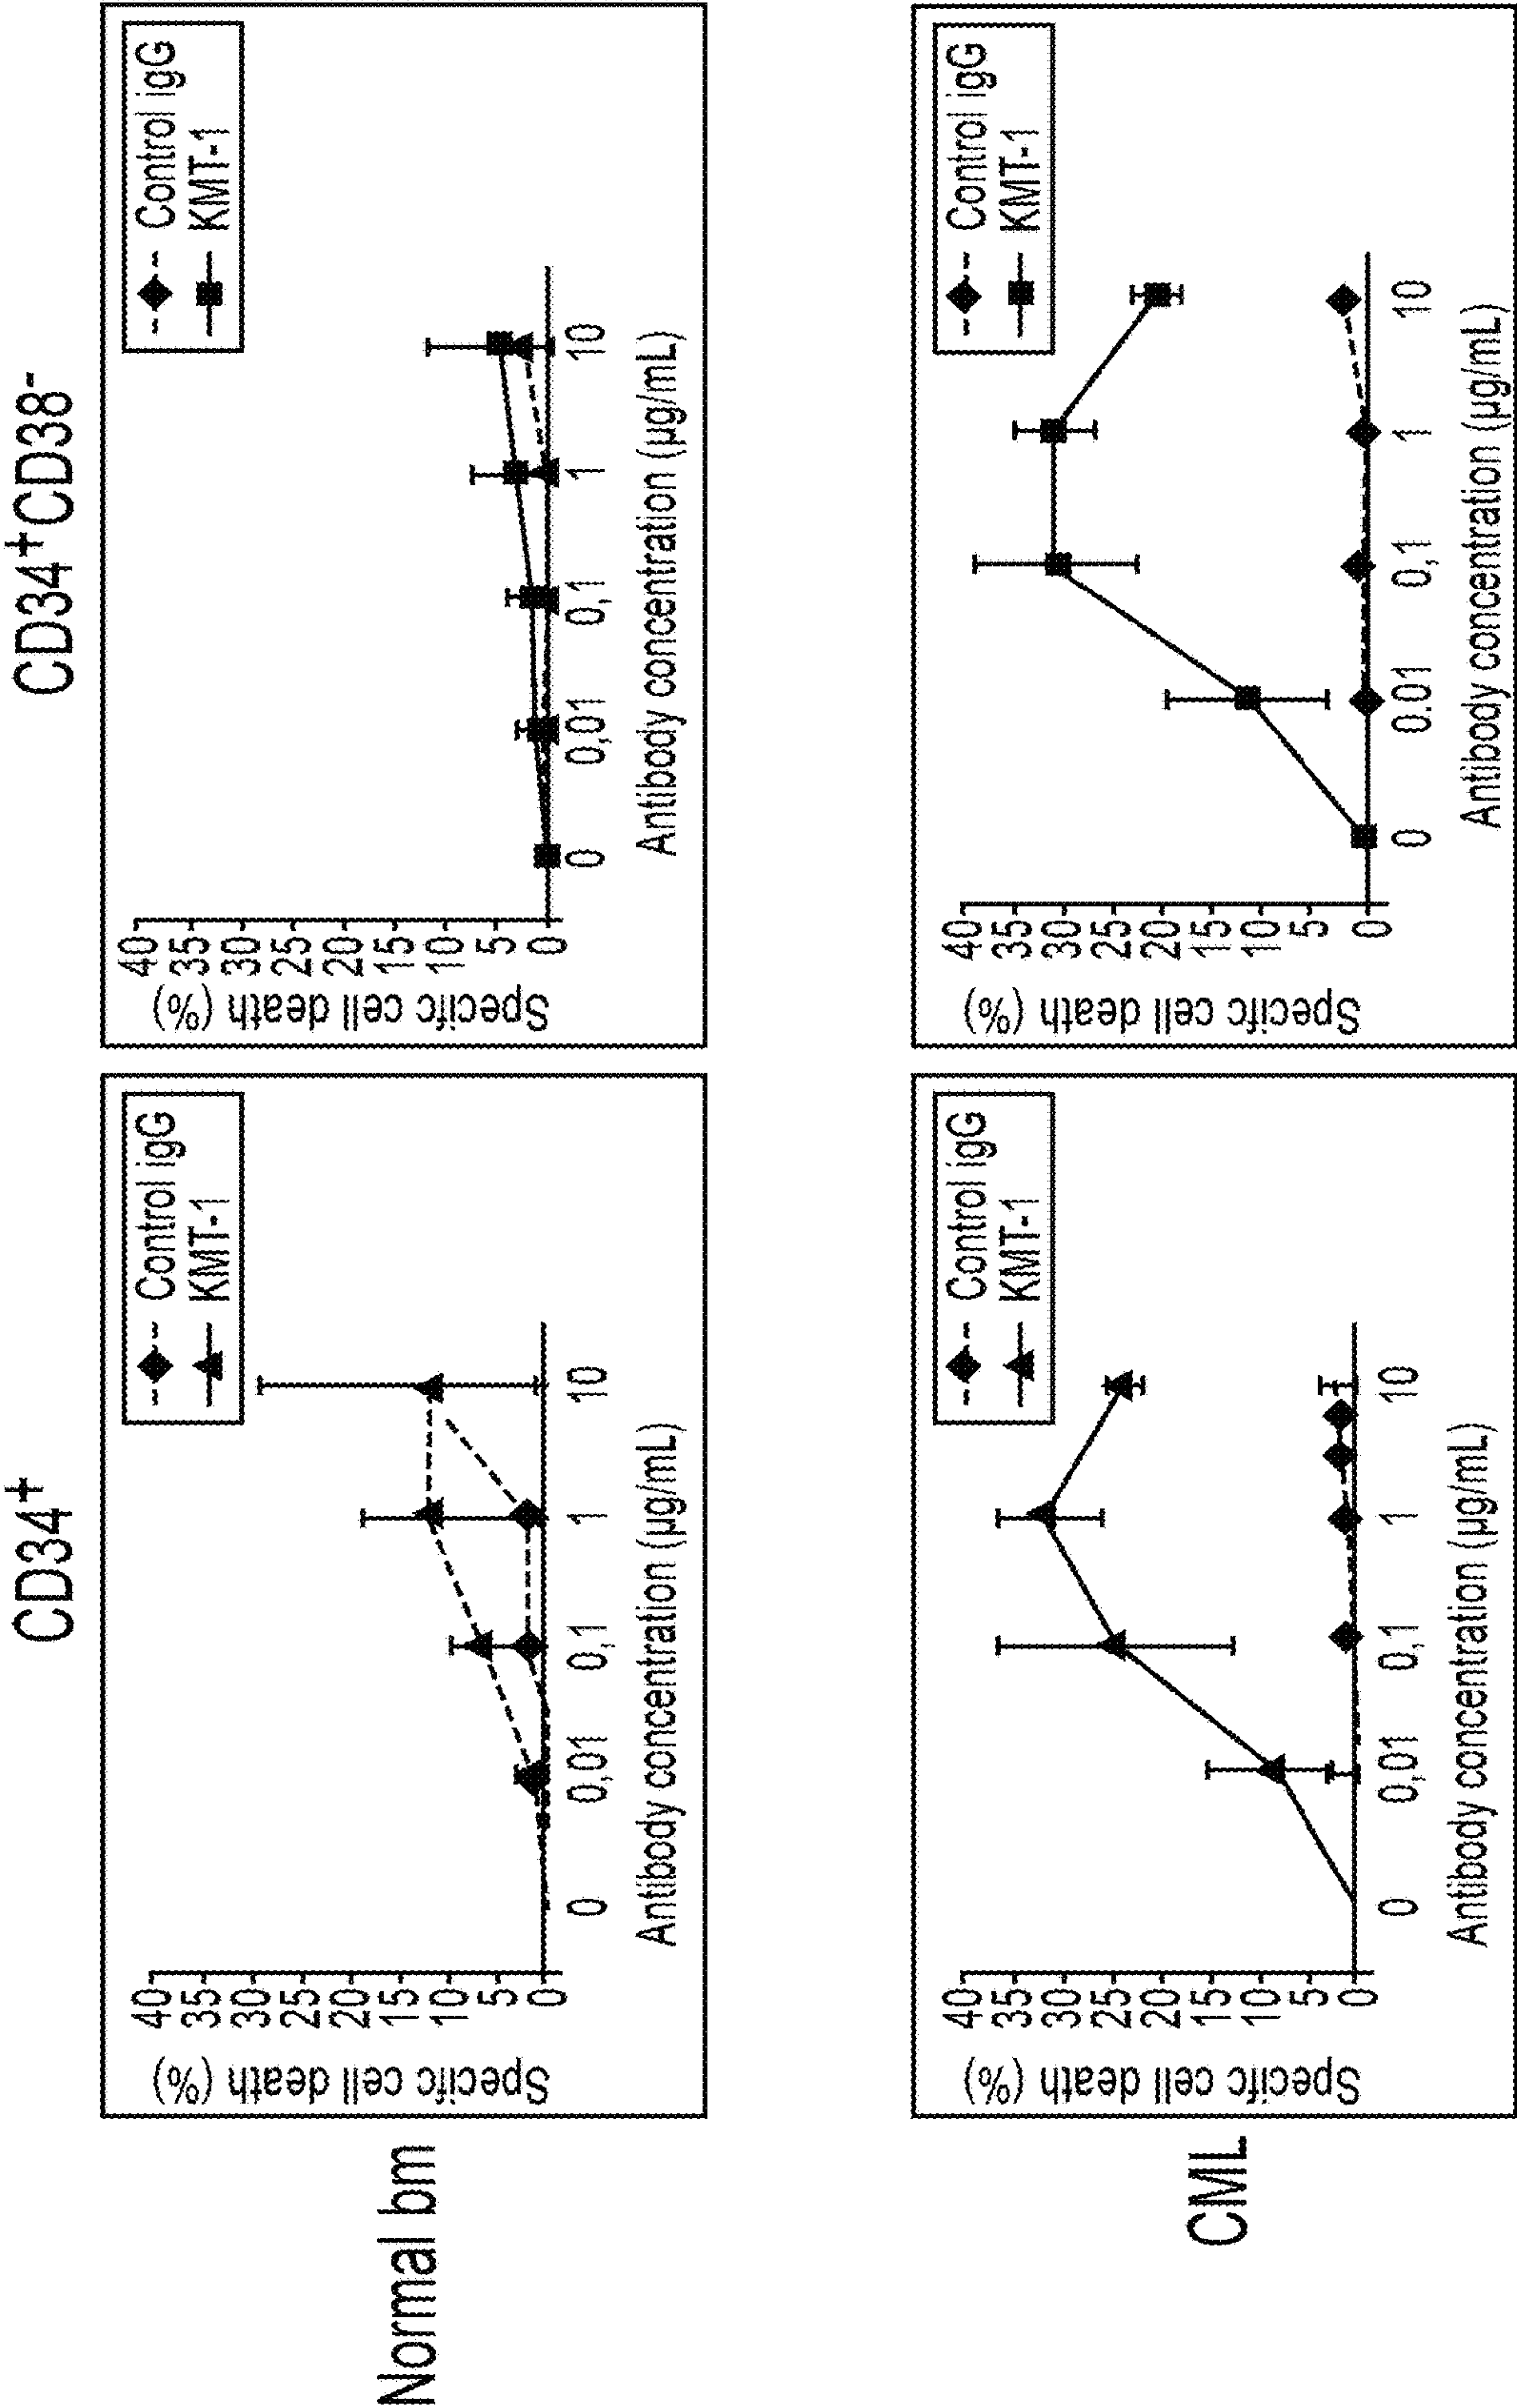 CD34+
CD34+CD38-
Normal bm
Specifc cell death (%)
40
35
30
25
20
15
10
5
0
0
0,01
0,1
1
10
Antibody concentration (µg/mL)
Control igG
KMT-1
Specifc cell death (%)
40
35
30
25
20
15
10
5
0
0
0,01
0,1
1
10
Antibody concentration (µg/mL)
Control igG
KMT-1
CML
Specifc cell death (%)
40
35
30
25
20
15
10
5
0
0
0,01
0,1
1
10
Antibody concentration (µg/mL)
Control igG
KMT-1
Specifc cell death (%)
40
35
30
25
20
15
10
5
0
0
0.01
0,1
1
10
Antibody concentration (µg/mL)
Control igG
KMT-1